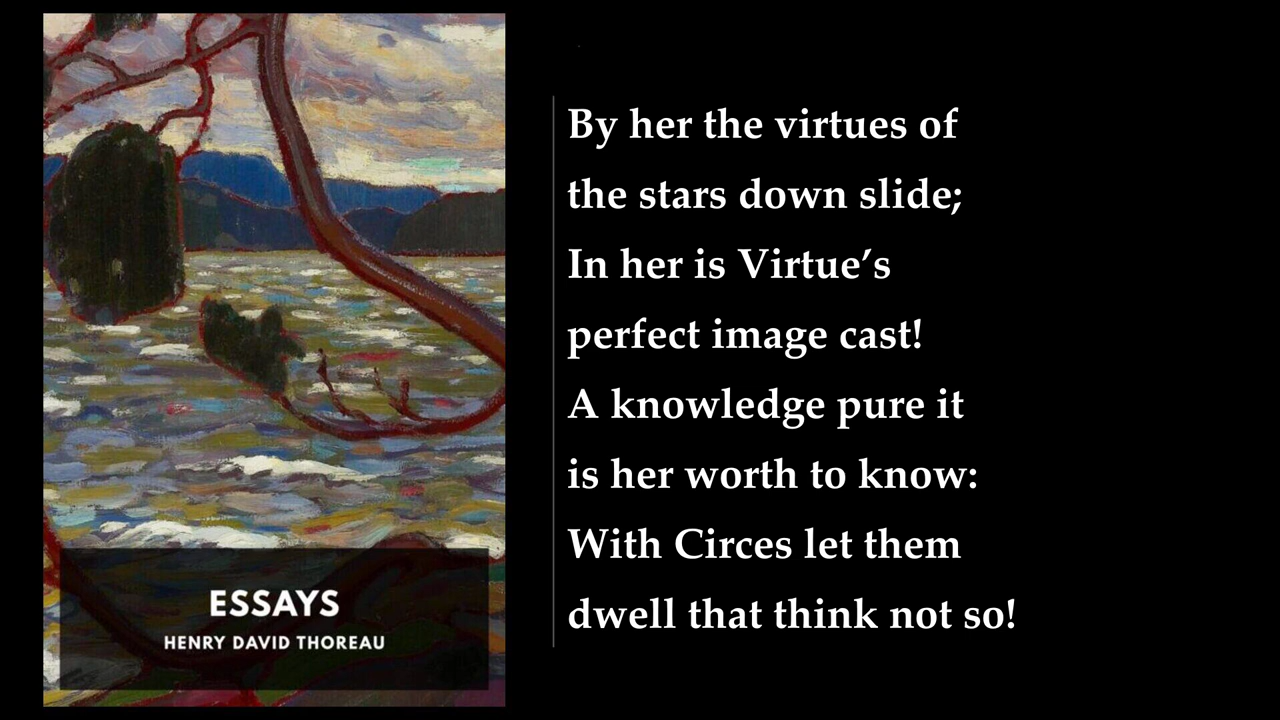 ESSAYS
HENRY DAVID THOREAU
By her the virtues of
the stars down slide;
In her is Virtue’s
perfect image cast!
A knowledge pure it
is her worth to know:
With Circes let them
dwell that think not so!